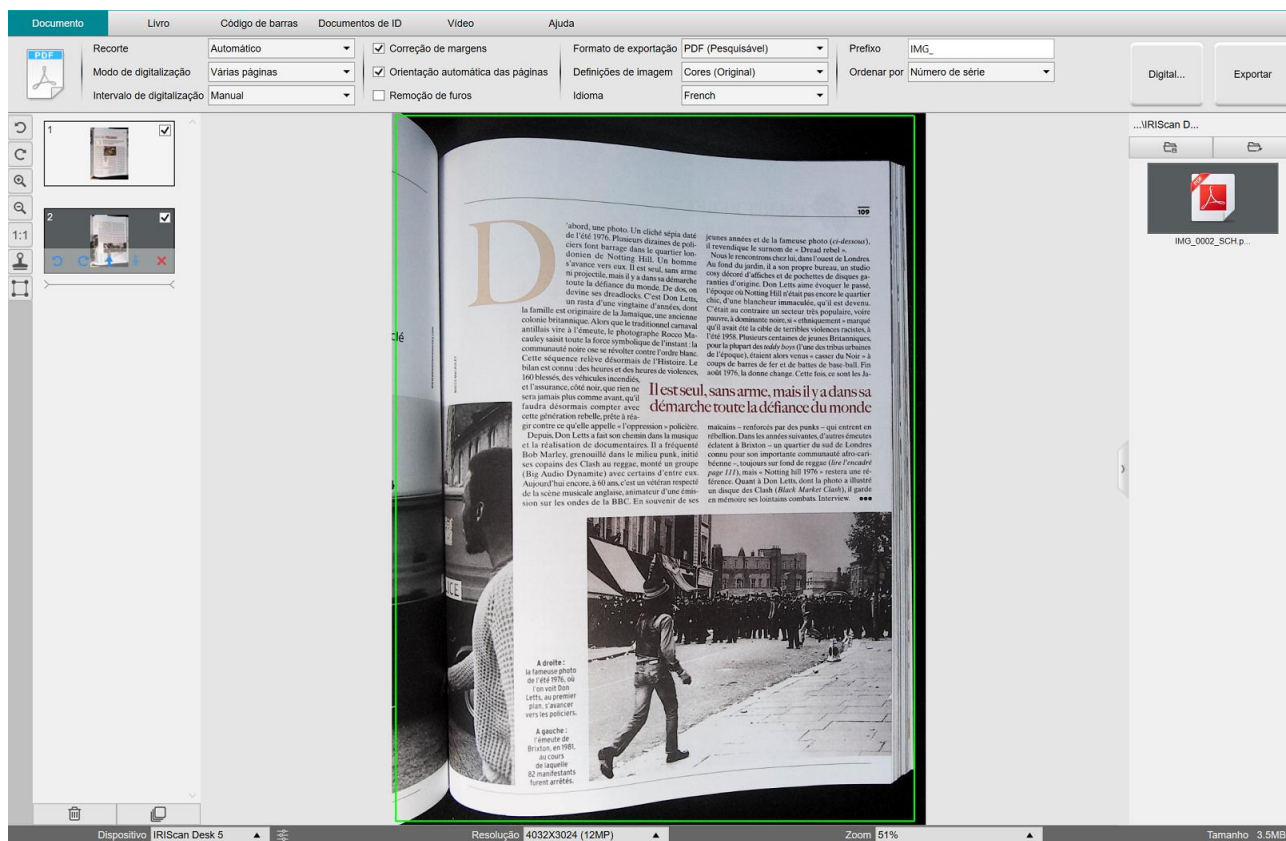 Documento Livro Código de barras Documentos de ID Vídeo Ajuda
Recorte Automático Correção de margens Formato de exportação PDF (Pesquisável) Prefixo IMG_
PDF Modo de digitalização Várias páginas Orientação automática das páginas Definições de imagem Cores (Original) Ordenar por Número de série Digital... Exportar
Intervalo de digitalização Manual Remoção de furos Idioma French
...\IRIScan D...
1
2
1:1
PDF
IMG_0002_SCH.p...
clé
ICE
109
D
'abord, une photo. Un cliché sépia daté
de l'été 1976. Plusieurs dizaines de poli-
ciers font barrage dans le quartier lon-
donien de Notting Hill. Un homme
s'avance vers eux. Il est seul, sans arme
ni projectile, mais il y a dans sa démarche
toute la défiance du monde. De dos, on
devine ses dreadlocks. C'est Don Letts,
un rasta d'une vingtaine d'années, dont
la famille est originaire de la Jamaïque, une ancienne
colonie britannique. Alors que le traditionnel carnaval
antillais vire à l'émeute, le photographe Rocco Ma-
cauley saisit toute la force symbolique de l'instant : la
communauté noire ose se révolter contre l'ordre blanc.
Cette séquence relève désormais de l'Histoire. Le
bilan est connu : des heures et des heures de violences,
160 blessés, des véhicules incendiés,
et l'assurance, côté noir, que rien ne
sera jamais plus comme avant, qu'il
faudra désormais compter avec
cette génération rebelle, prête à réa-
gir contre ce qu'elle appelle « l'oppression » policière.
Depuis, Don Letts a fait son chemin dans la musique
et la réalisation de documentaires. Il a fréquenté
Bob Marley, grenouillé dans le milieu punk, initié
ses copains des Clash au reggae, monté un groupe
(Big Audio Dynamite) avec certains d'entre eux.
Aujourd'hui encore, à 60 ans, c'est un vétéran respecté
de la scène musicale anglaise, animateur d'une émis-
sion sur les ondes de la BBC. En souvenir de ses
jeunes années et de la fameuse photo (ci-dessous),
il revendique le surnom de « Dread rebel ».
Nous le rencontrons chez lui, dans l'ouest de Londres.
Au fond du jardin, il a son propre bureau, un studio
cosy décoré d'affiches et de pochettes de disques ga-
ranties d'origine. Don Letts aime évoquer le passé,
l'époque où Notting Hill n'était pas encore le quartier
chic, d'une blancheur immaculée, qu'il est devenu.
C'était au contraire un secteur très populaire, voire
pauvre, à dominante noire, si « ethniquement » marqué
qu'il avait été la cible de terribles violences racistes, à
l'été 1958. Plusieurs centaines de jeunes Britanniques,
pour la plupart des teddy boys (l'une des tribus urbaines
de l'époque), étaient alors venus « casser du Noir » à
coups de barres de fer et de battes de base-ball. Fin
août 1976, la donne change. Cette fois, ce sont les Ja-
Il est seul, sans arme, mais il y a dans sa
démarche toute la défiance du monde
maïcains – renforcés par des punks – qui entrent en
rébellion. Dans les années suivantes, d'autres émeutes
éclatent à Brixton – un quartier du sud de Londres
connu pour son importante communauté afro-cari-
béenne –, toujours sur fond de reggae (lire l'encadré
page 111), mais « Notting hill 1976 » restera une ré-
férence. Quant à Don Letts, dont la photo a illustré
un disque des Clash (Black Market Clash), il garde
en mémoire ses lointains combats. Interview.
A droite :
la fameuse photo
de l'été 1976, où
l'on voit Don
Letts, au premier
plan, s'avancer
vers les policiers.
A gauche :
l'émeute de
Brixton, en 1981,
au cours
de laquelle
82 manifestants
furent arrêtés.
Dispositivo IRIScan Desk 5 Resolução 4032X3024 (12MP) Zoom 51% Tamanho 3.5MB